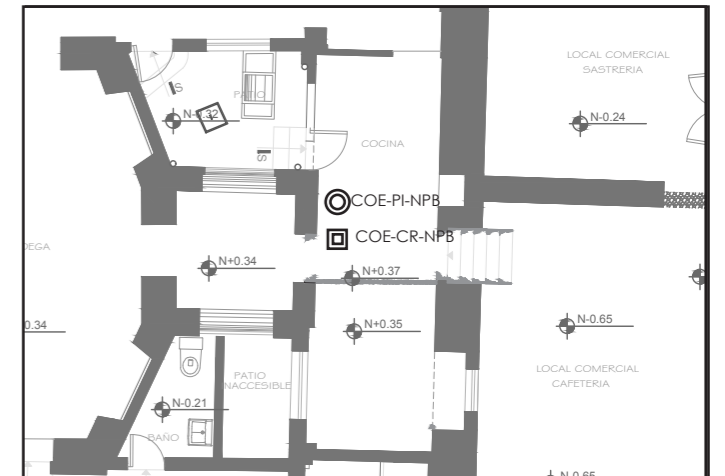 LOCAL COMERCIAL
SASTRERIA
S
PATIO
N-0.32
N-0.24
COCINA
S
COE-PI-NPB
COE-CR-NPB
DEGA
N+0.34
N+0.37
0.34
N+0.35
N-0.65
LOCAL COMERCIAL
CAFETERIA
PATIO
INACCESIBLE
N-0.21
BAÑO
N-0.65